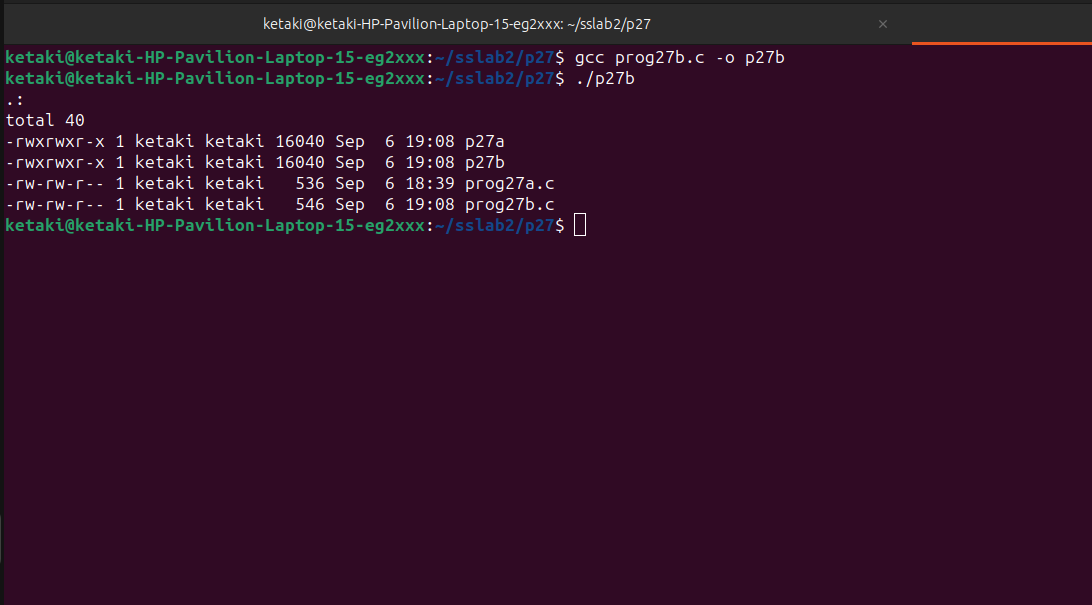 ketaki@ketaki-HP-Pavilion-Laptop-15-eg2xxx: ~/sslab2/p27 ×
ketaki@ketaki-HP-Pavilion-Laptop-15-eg2xxx:~/sslab2/p27$ gcc prog27b.c -o p27b
ketaki@ketaki-HP-Pavilion-Laptop-15-eg2xxx:~/sslab2/p27$ ./p27b
.:
total 40
-rwxrwxr-x 1 ketaki ketaki 16040 Sep  6 19:08 p27a
-rwxrwxr-x 1 ketaki ketaki 16040 Sep  6 19:08 p27b
-rw-rw-r-- 1 ketaki ketaki   536 Sep  6 18:39 prog27a.c
-rw-rw-r-- 1 ketaki ketaki   546 Sep  6 19:08 prog27b.c
ketaki@ketaki-HP-Pavilion-Laptop-15-eg2xxx:~/sslab2/p27$